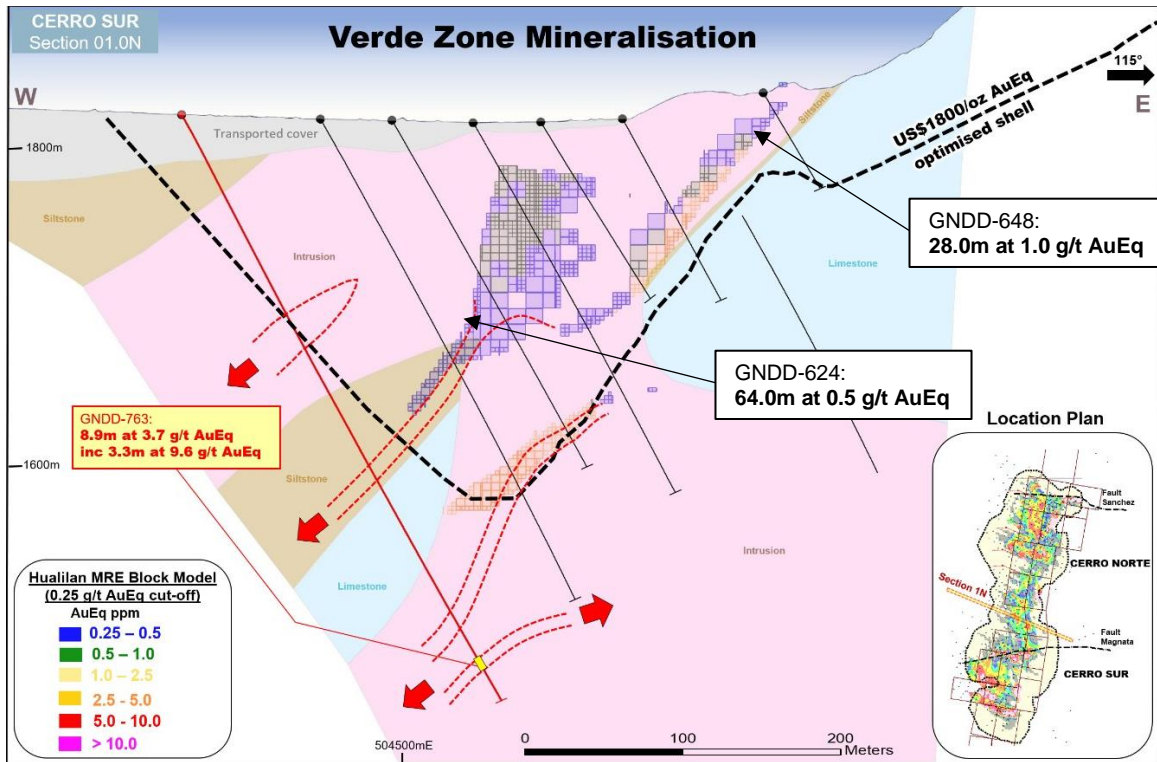 CERRO SUR
Section 01.0N
Verde Zone Mineralisation
115°
W
E
US$1800/oz AuEq
optimised shell
Transported cover
1800m
Siltstone
Siltstone
GNDD-648:
28.0m at 1.0 g/t AuEq
Intrusion
Limestone
GNDD-624:
64.0m at 0.5 g/t AuEq
GNDD-763:
8.9m at 3.7 g/t AuEq
inc 3.3m at 9.6 g/t AuEq
1600m
Siltstone
Location Plan
Fault
Sanchez
CERRO NORTE
Section 1N
Fault
Magnata
CERRO SUR
Intrusion
Limestone
Hualilan MRE Block Model
(0.25 g/t AuEq cut-off)
AuEq ppm
0.25 – 0.5
0.5 – 1.0
1.0 – 2.5
2.5 - 5.0
5.0 - 10.0
> 10.0
504500mE
0
100
200
Meters